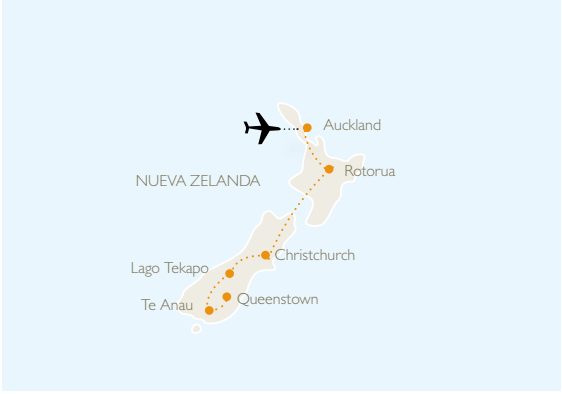 Auckland
Rotorua
NUEVA ZELANDA
Christchurch
Lago Tekapo
Queenstown
Te Anau